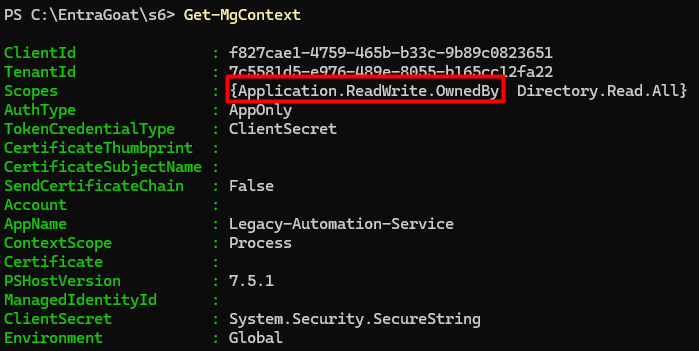 PS C:\EntraGoat\s6> Get-MgContext
ClientId : f827cae1-4759-465b-b33c-9b89c0823651
TenantId : 7c5581d5-e976-489e-8055-b165cc12fa22
Scopes : {Application.ReadWrite.OwnedBy Directory.Read.All}
AuthType : AppOnly
TokenCredentialType : ClientSecret
CertificateThumbprint :
CertificateSubjectName :
SendCertificateChain : False
Account :
AppName : Legacy-Automation-Service
ContextScope : Process
Certificate :
PSHostVersion : 7.5.1
ManagedIdentityId :
ClientSecret : System.Security.SecureString
Environment : Global